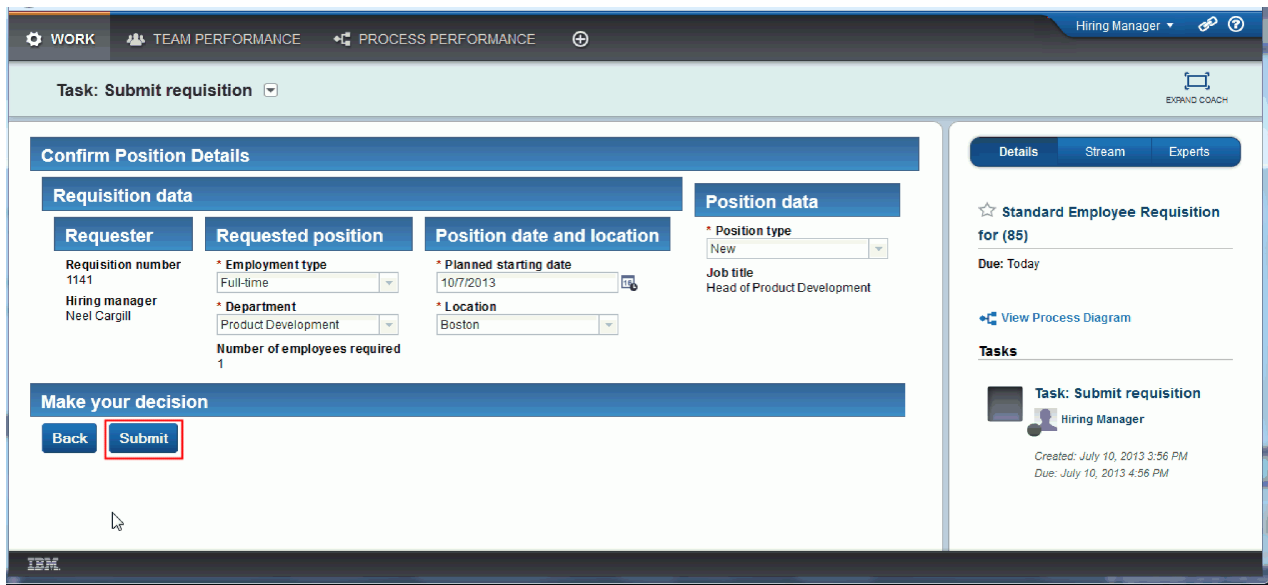 WORK TEAM PERFORMANCE PROCESS PERFORMANCE Hiring Manager
Task: Submit requisition
EXPAND COACH
Confirm Position Details
Requisition data
Requester
Requisition number
1141
Hiring manager
Neel Cargill
Requested position
* Employment type
Full-time
* Department
Product Development
Number of employees required
1
Position date and location
* Planned starting date
10/7/2013
* Location
Boston
Position data
* Position type
New
Job title
Head of Product Development
Make your decision
Back Submit
Details Stream Experts
Standard Employee Requisition
for (85)
Due: Today
View Process Diagram
Tasks
Task: Submit requisition
Hiring Manager
Created: July 10, 2013 3:56 PM
Due: July 10, 2013 4:56 PM
IBM.